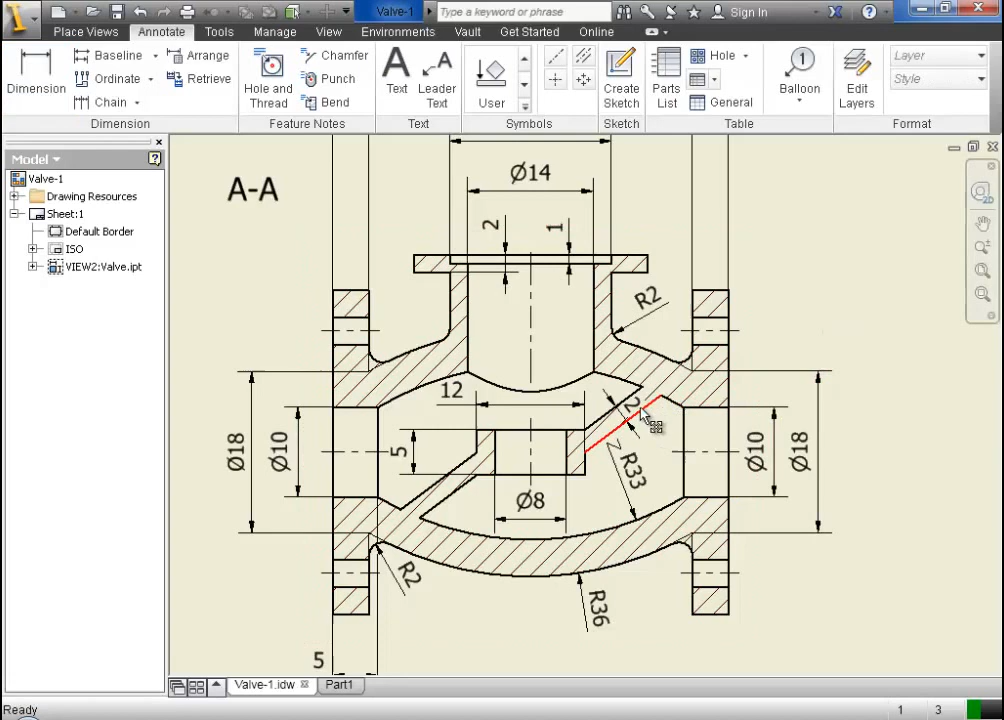 Valve-1
Type a keyword or phrase
Sign In
Place Views
Annotate
Tools
Manage
View
Environments
Vault
Get Started
Online
Dimension
Baseline
Ordinate
Chain
Arrange
Retrieve
Dimension
Hole and
Thread
Chamfer
Punch
Bend
Feature Notes
Text
Leader
Text
Text
User
Symbols
Create
Sketch
Sketch
Parts
List
Hole
General
Table
Balloon
Edit
Layers
Layer
Style
Format
Model
Valve-1
Drawing Resources
Sheet:1
Default Border
ISO
VIEW2:Valve.ipt
A-A
Ø14
2
1
R2
12
2
5
Ø18
Ø10
Ø8
R33
Ø10
Ø18
R2
R36
5
2D
Valve-1.idw
Part1
Ready
1
3